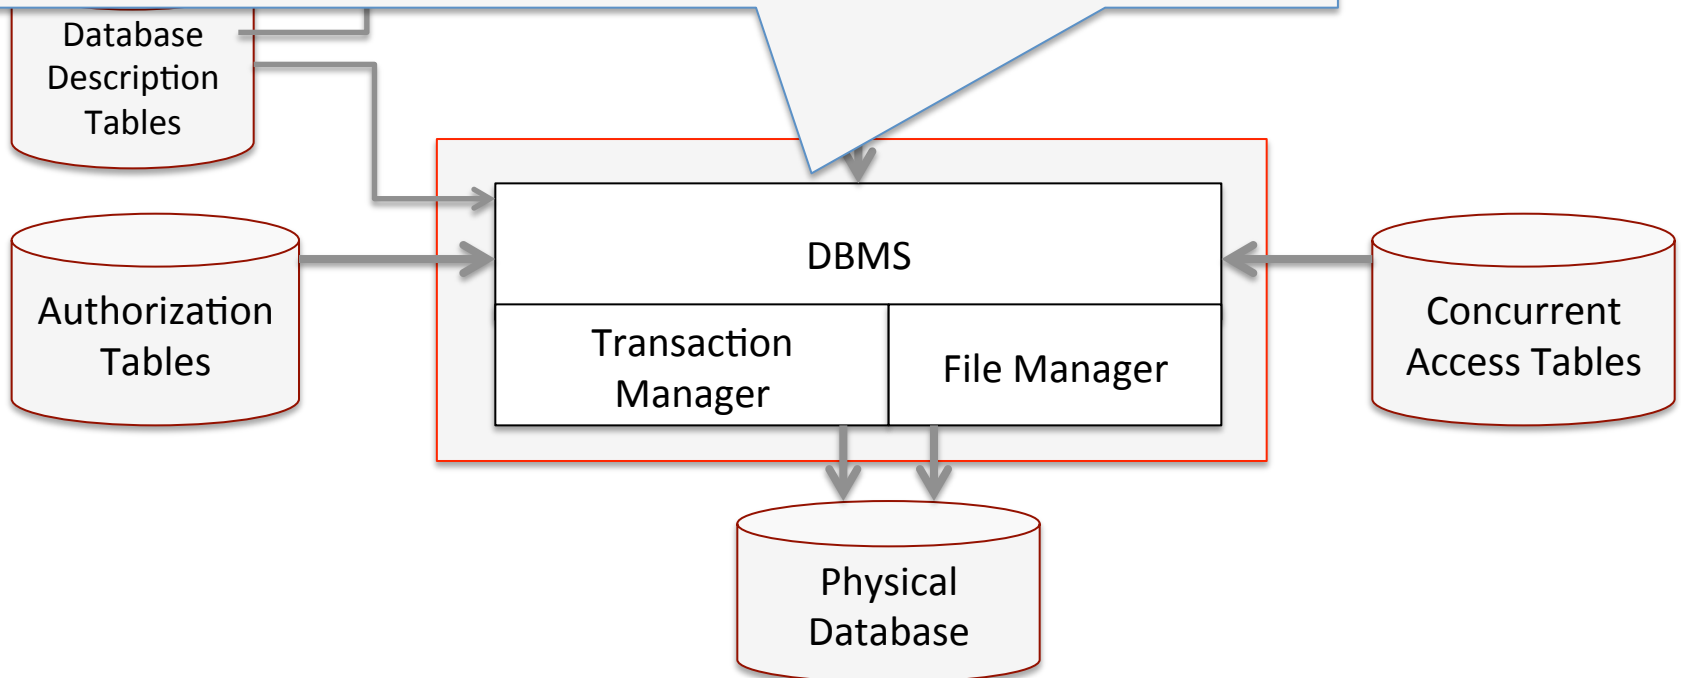 Database
Description
Tables
DBMS
Authorization
Tables
Transaction
Manager
File Manager
Concurrent
Access Tables
Physical
Database